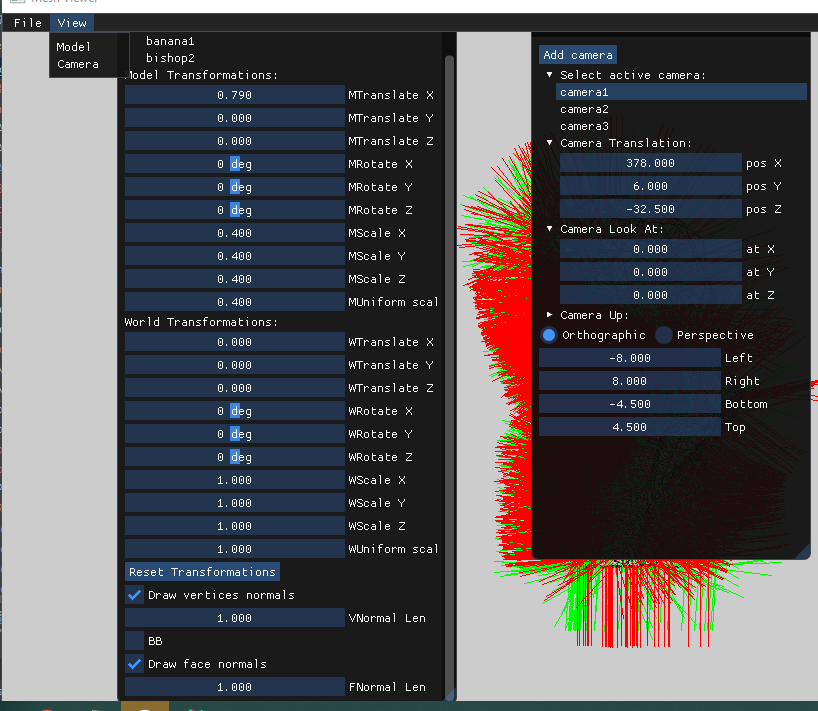 Mesh Viewer
File View
Model
Camera
banana1
bishop2
Model Transformations:
0.790 MTranslate X
0.000 MTranslate Y
0.000 MTranslate Z
0 deg MRotate X
0 deg MRotate Y
0 deg MRotate Z
0.400 MScale X
0.400 MScale Y
0.400 MScale Z
0.400 MUniform scal
World Transformations:
0.000 WTranslate X
0.000 WTranslate Y
0.000 WTranslate Z
0 deg WRotate X
0 deg WRotate Y
0 deg WRotate Z
1.000 WScale X
1.000 WScale Y
1.000 WScale Z
1.000 WUniform scal
Reset Transformations
Draw vertices normals
1.000 VNormal Len
BB
Draw face normals
1.000 FNormal Len
Add camera
Select active camera:
camera1
camera2
camera3
Camera Translation:
378.000 pos X
6.000 pos Y
-32.500 pos Z
Camera Look At:
0.000 at X
0.000 at Y
0.000 at Z
Camera Up:
Orthographic Perspective
-8.000 Left
8.000 Right
-4.500 Bottom
4.500 Top